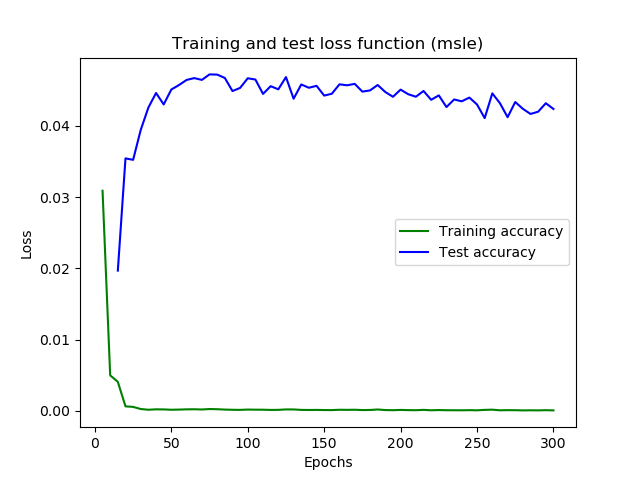 Training and test loss function (msle)
Loss
0.04
0.03
0.02
0.01
0.00
Training accuracy
Test accuracy
0 50 100 150 200 250 300
Epochs